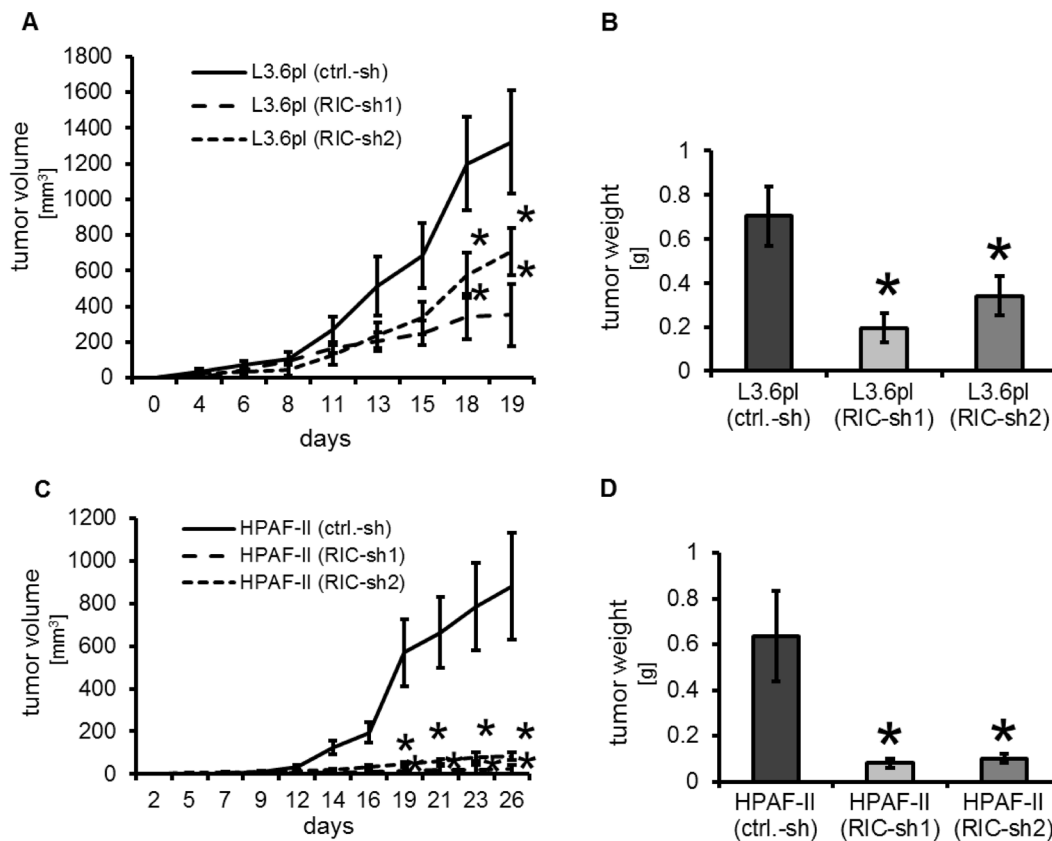 A
1800
1600
1400
1200
1000
800
600
400
200
0
tumor volume
[mm³]
L3.6pl (ctrl.-sh)
L3.6pl (RIC-sh1)
L3.6pl (RIC-sh2)
*
*
*
*
0 4 6 8 11 13 15 18 19
days
B
1
0.8
0.6
0.4
0.2
0
tumor weight
[g]
*
*
L3.6pl L3.6pl L3.6pl
(ctrl.-sh) (RIC-sh1) (RIC-sh2)
C
1200
1000
800
600
400
200
0
tumor volume
[mm³]
HPAF-II (ctrl.-sh)
HPAF-II (RIC-sh1)
HPAF-II (RIC-sh2)
* * * *
* * * *
2 5 7 9 12 14 16 19 21 23 26
days
D
1
0.8
0.6
0.4
0.2
0
tumor weight
[g]
* *
HPAF-II HPAF-II HPAF-II
(ctrl.-sh) (RIC-sh1) (RIC-sh2)